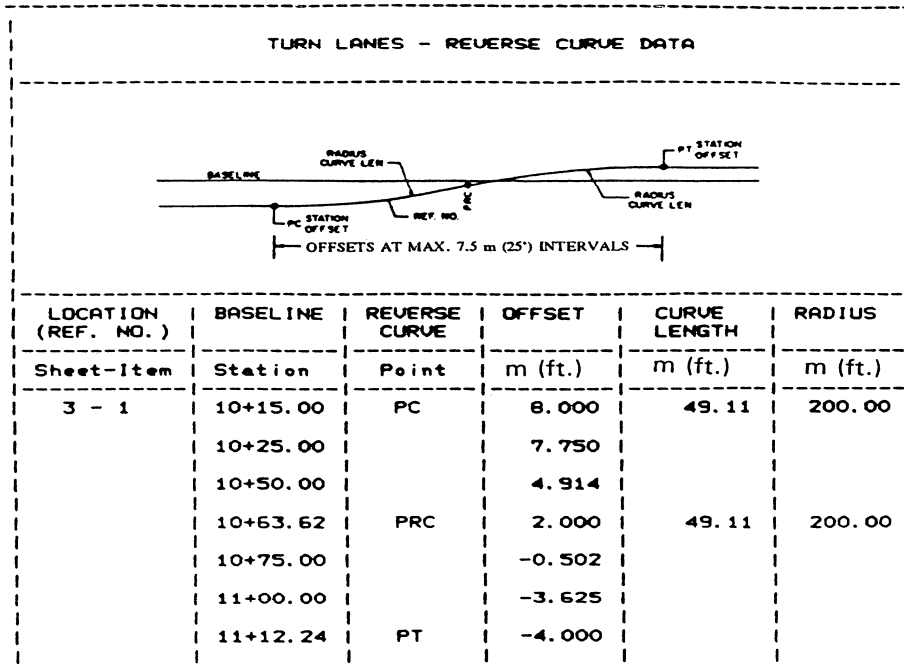 TURN LANES - REVERSE CURVE DATA
PT STATION
OFFSET
RADIUS
CURVE LEN
BASELINE
PRC
RADIUS
CURVE LEN
REF. NO.
PC STATION
OFFSET
OFFSETS AT MAX. 7.5 m (25') INTERVALS
LOCATION (REF. NO.) | BASELINE | REVERSE CURVE | OFFSET | CURVE LENGTH | RADIUS
Sheet-Item | Station | Point | m (ft.) | m (ft.) | m (ft.)
3 - 1 | 10+15.00 | PC | 8.000 | 49.11 | 200.00
10+25.00 | 7.750
10+50.00 | 4.914
10+63.62 | PRC | 2.000 | 49.11 | 200.00
10+75.00 | -0.502
11+00.00 | -3.625
11+12.24 | PT | -4.000